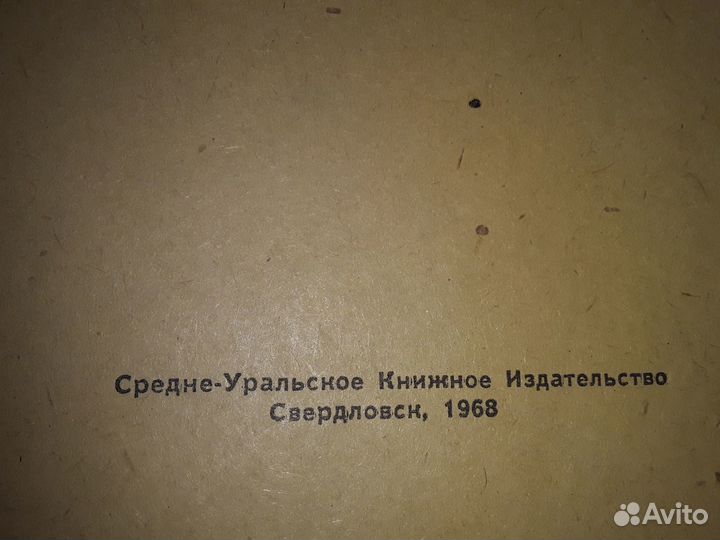 Средне-Уральское Книжное Издательство
Свердловск, 1968
Avito